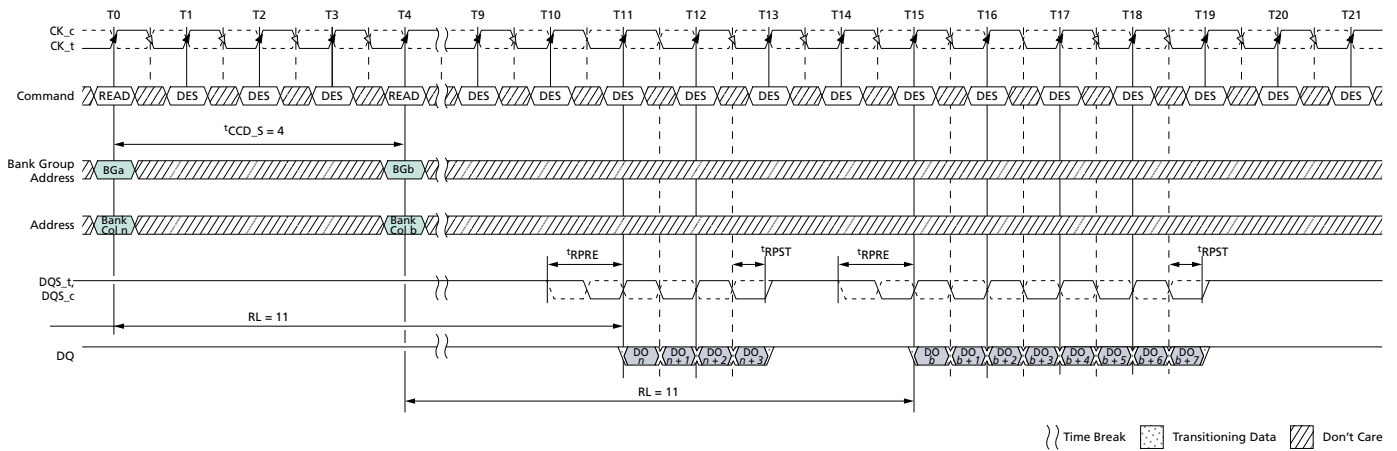 T0 T1 T2 T3 T4 T9 T10 T11 T12 T13 T14 T15 T16 T17 T18 T19 T20 T21
CK_c
CK_t
Command READ DES DES DES READ DES DES DES DES DES DES DES DES DES DES DES DES DES
tCCD_S = 4
Bank Group
Address BGa BGb
Address Bank Col n Bank Col b
tRPRE tRPST tRPRE tRPST
DQS_t,
DQS_c
RL = 11
DQ DO n DO n + 1 DO n + 2 DO n + 3 DO b DO b + 1 DO b + 2 DO b + 3 DO b + 4 DO b + 5 DO b + 6 DO b + 7
RL = 11
Time Break Transitioning Data Don't Care